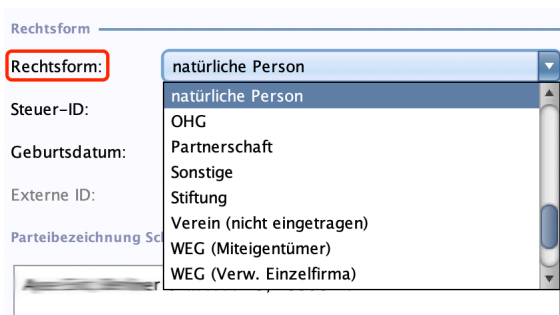 Rechtsform
Rechtsform: natürliche Person
natürliche Person
Steuer-ID:
OHG
Partnerschaft
Geburtsdatum:
Sonstige
Externe ID:
Stiftung
Verein (nicht eingetragen)
Parteibezeichnung
WEG (Miteigentümer)
WEG (Verw. Einzelfirma)